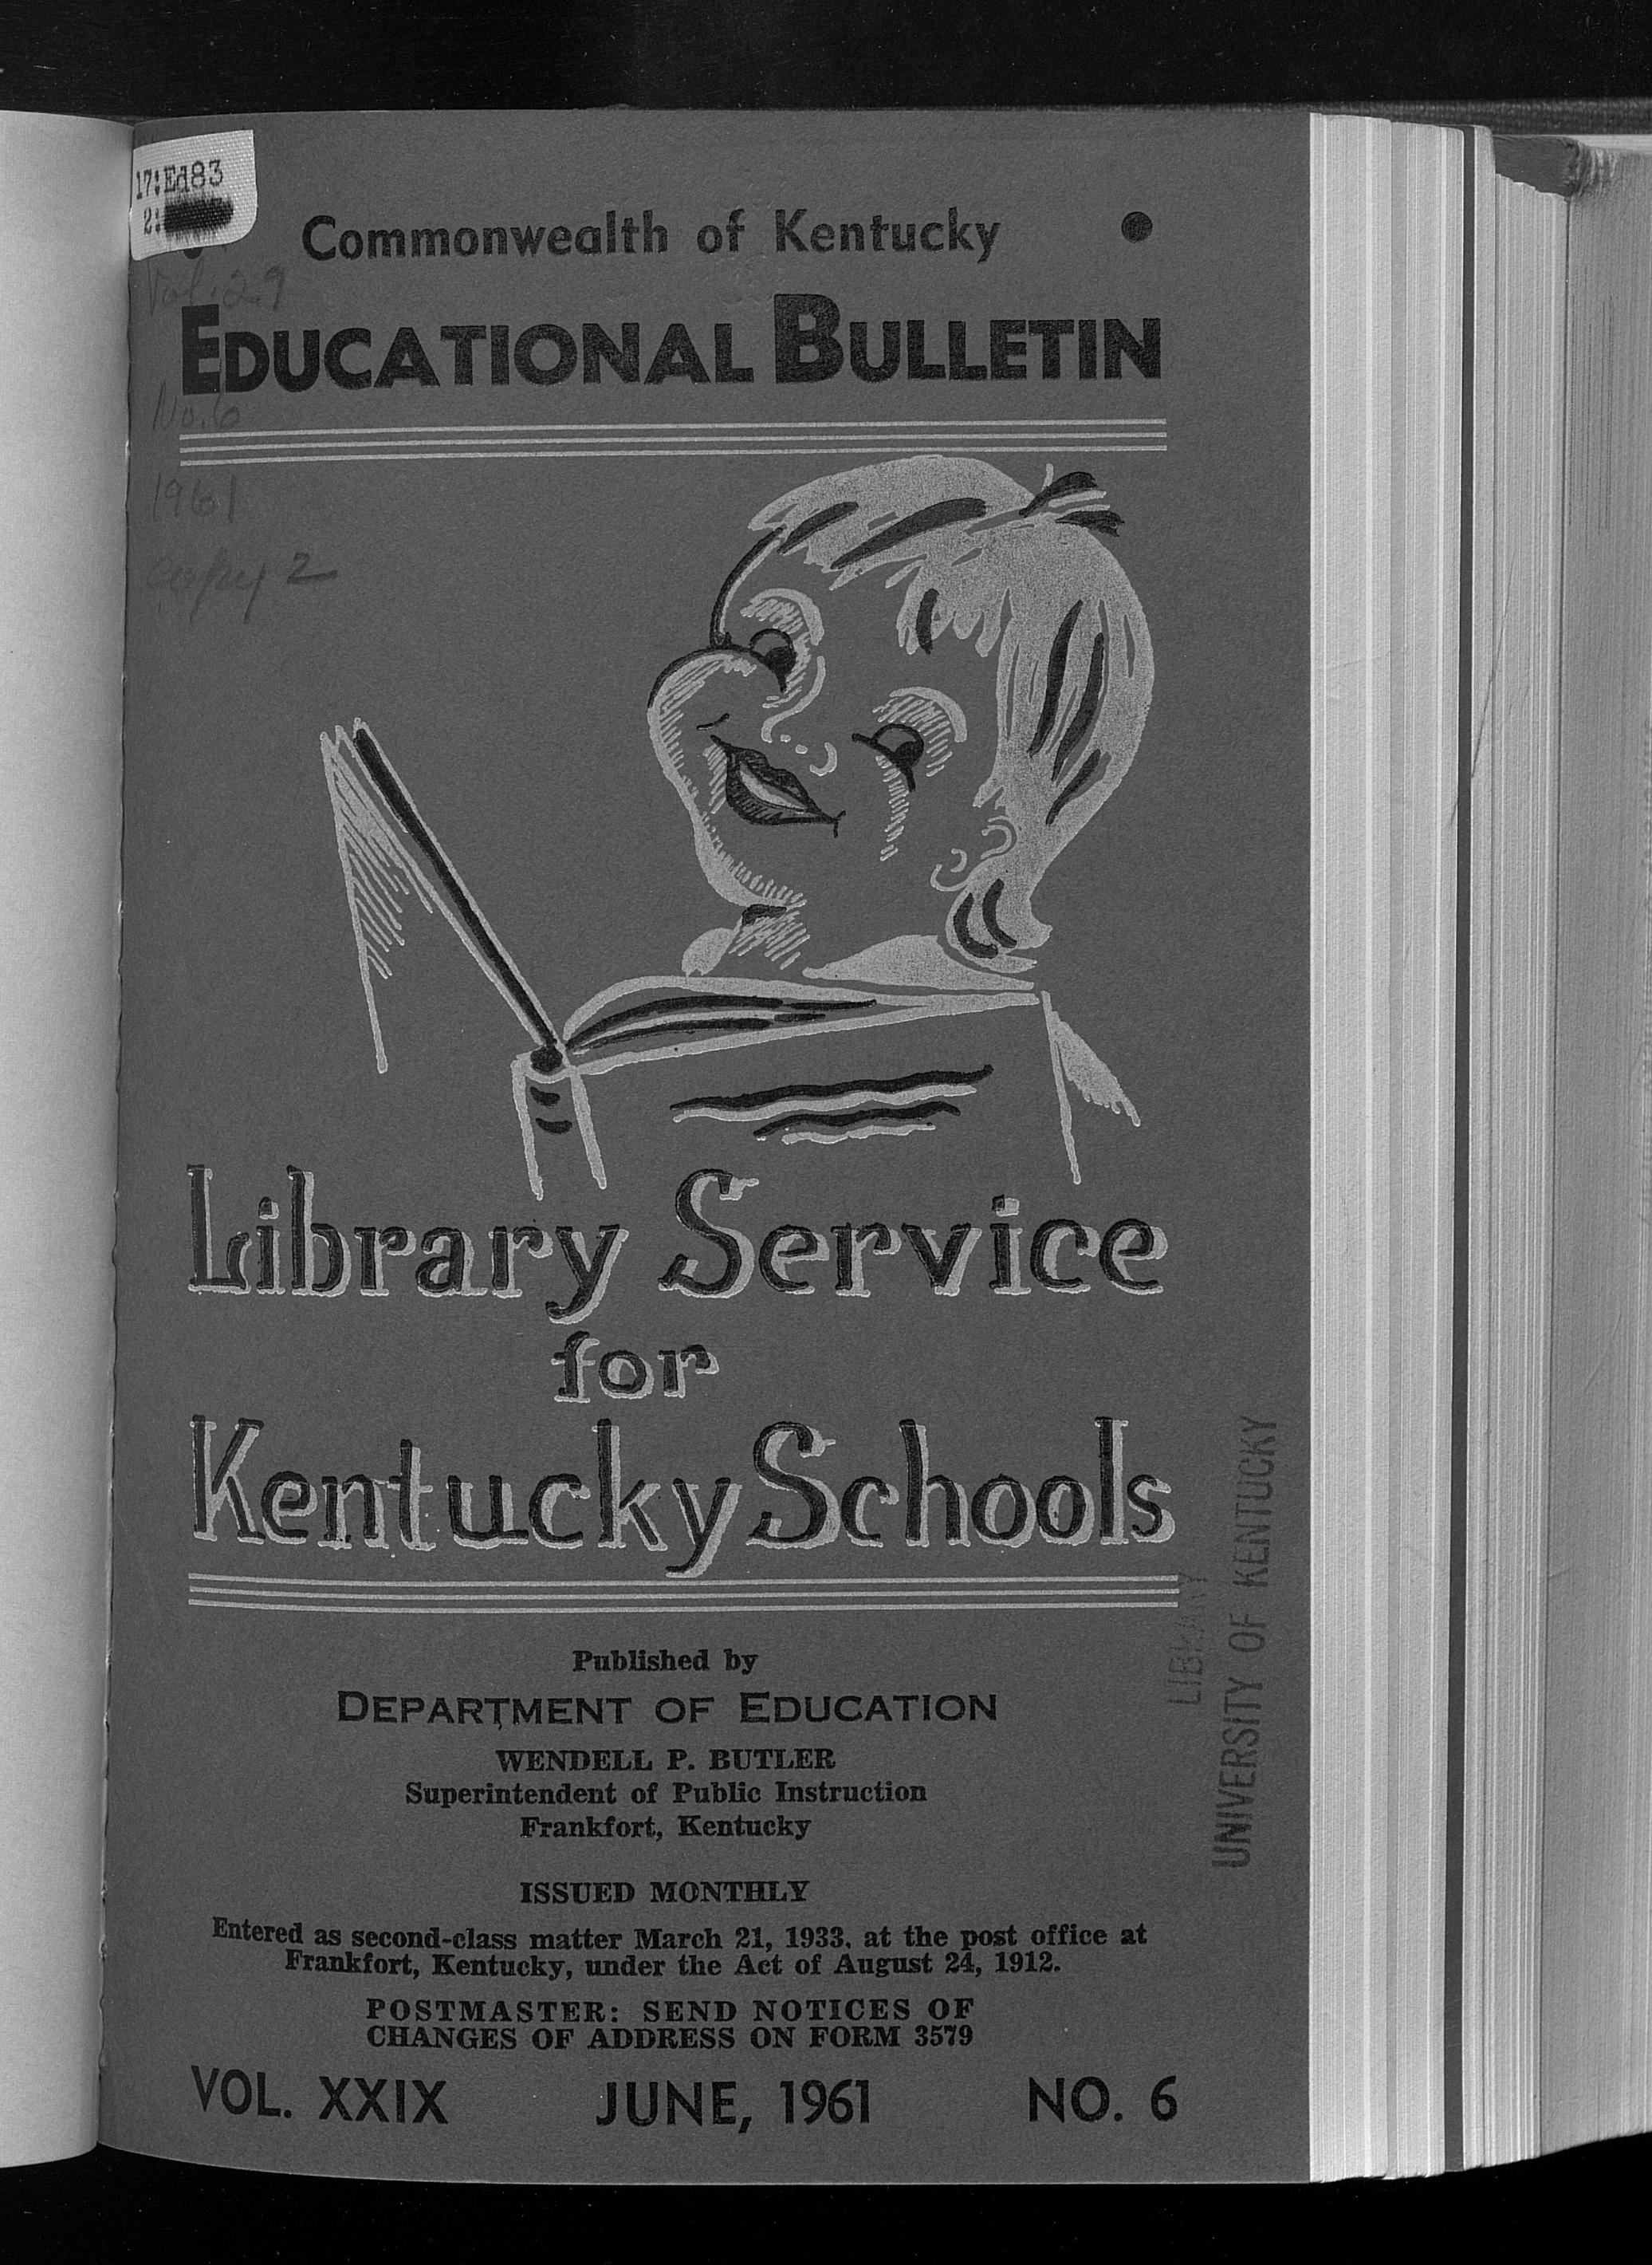 17:Ed83
2:
● Commonwealth of Kentucky ●
Vol. 29
EDUCATIONAL BULLETIN
No. 6
1961
copy 2
Library Service
for
Kentucky Schools
Published by
DEPARTMENT OF EDUCATION
WENDELL P. BUTLER
Superintendent of Public Instruction
Frankfort, Kentucky
ISSUED MONTHLY
Entered as second-class matter March 21, 1933, at the post office at
Frankfort, Kentucky, under the Act of August 24, 1912.
POSTMASTER: SEND NOTICES OF
CHANGES OF ADDRESS ON FORM 3579
VOL. XXIX JUNE, 1961 NO. 6
LIBRARY
UNIVERSITY OF KENTUCKY